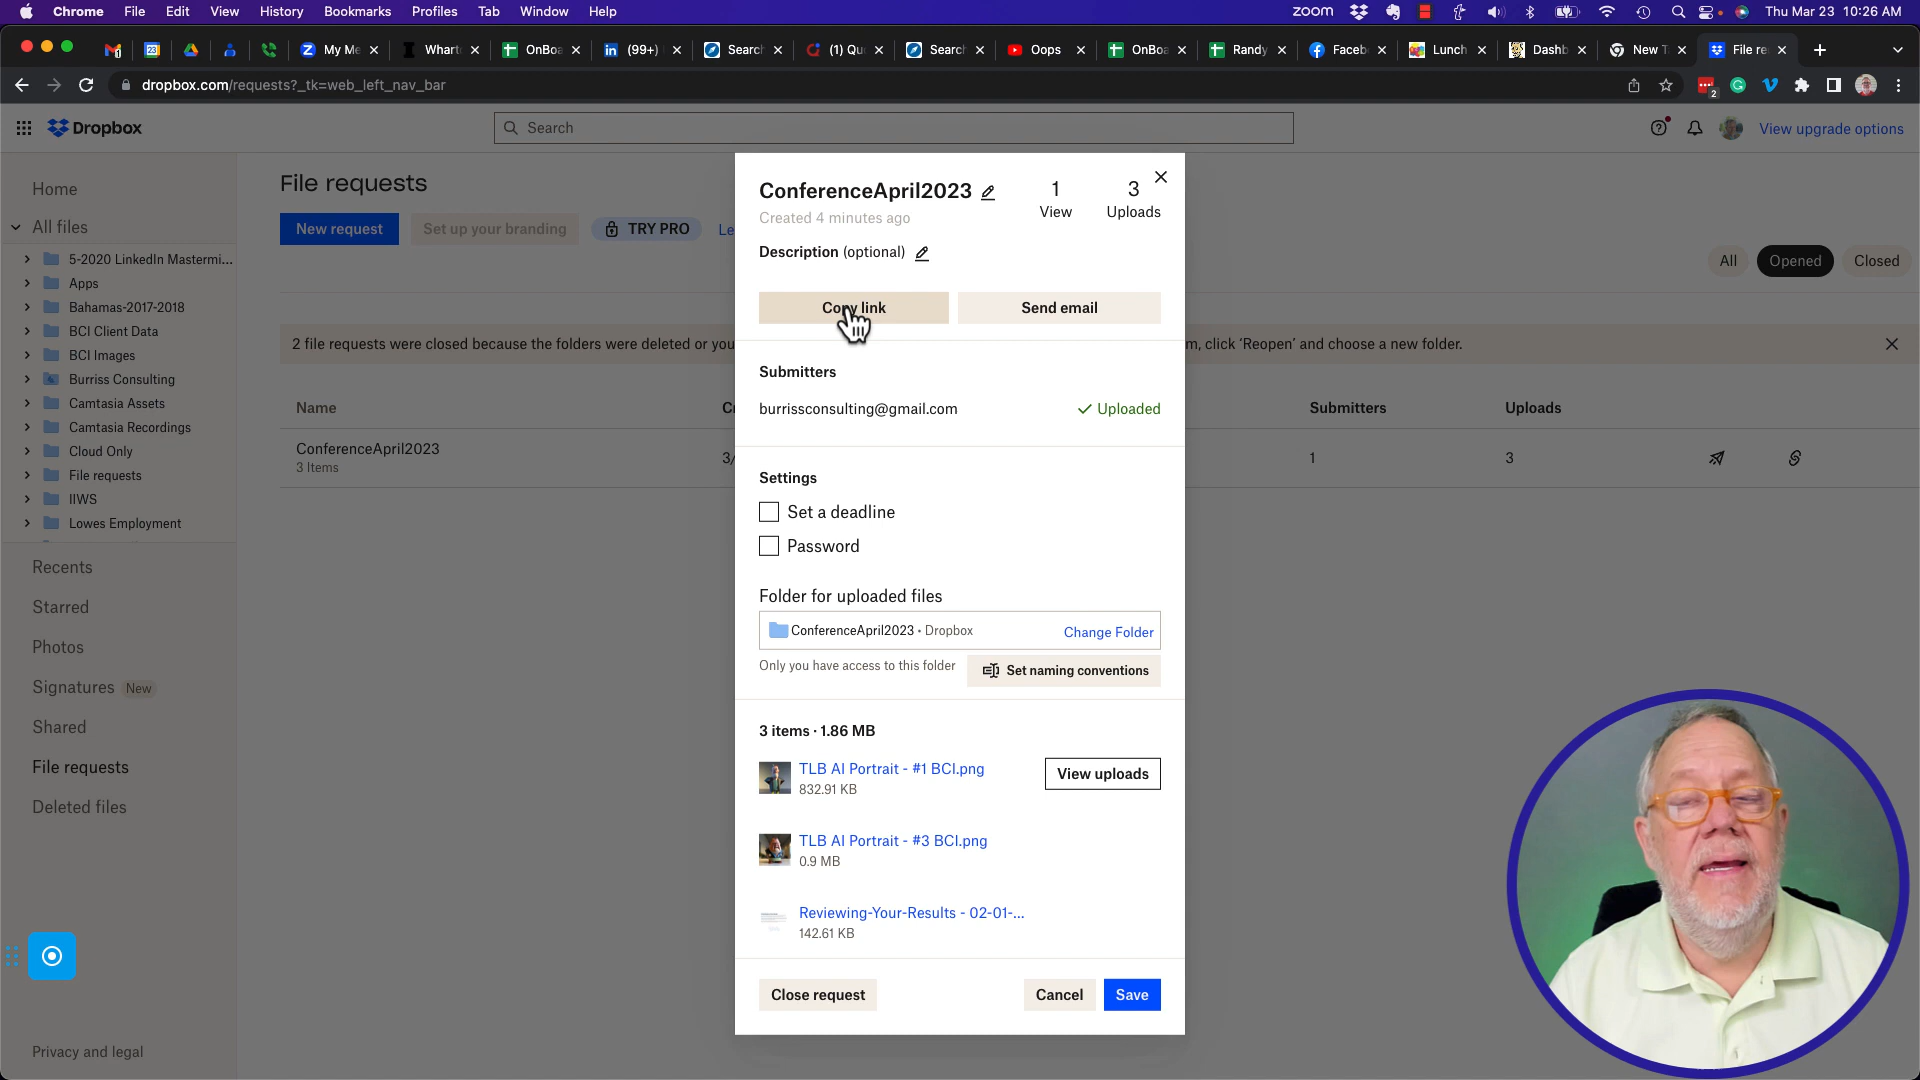 Chrome File Edit View History Bookmarks Profiles Tab Window Help zoom Thu Mar 23 10:26 AM
My Me Whart OnBoa (99+) Search (1) Qu Search Oops OnBoa Randy Faceb Lunch Dashb New T File re
dropbox.com/requests?_tk=web_left_nav_bar 2
Dropbox Search View upgrade options
Home
All files
5-2020 LinkedIn Mastermi...
Apps
Bahamas-2017-2018
BCI Client Data
BCI Images
Burriss Consulting
Camtasia Assets
Camtasia Recordings
Cloud Only
File requests
IIWS
Lowes Employment
Recents
Starred
Photos
Signatures New
Shared
File requests
Deleted files
Privacy and legal
File requests
New request Set up your branding TRY PRO Le
All Opened Closed
2 file requests were closed because the folders were deleted or you m, click ‘Reopen’ and choose a new folder.
Name Submitters Uploads
ConferenceApril2023 3/ 1 3
3 Items
ConferenceApril2023
Created 4 minutes ago
1 View
3 Uploads
Description (optional)
Copy link Send email
Submitters
burrissconsulting@gmail.com Uploaded
Settings
Set a deadline
Password
Folder for uploaded files
ConferenceApril2023 • Dropbox Change Folder
Only you have access to this folder Set naming conventions
3 items · 1.86 MB
TLB AI Portrait - #1 BCI.png View uploads
832.91 KB
TLB AI Portrait - #3 BCI.png
0.9 MB
Reviewing-Your-Results - 02-01-...
142.61 KB
Close request Cancel Save